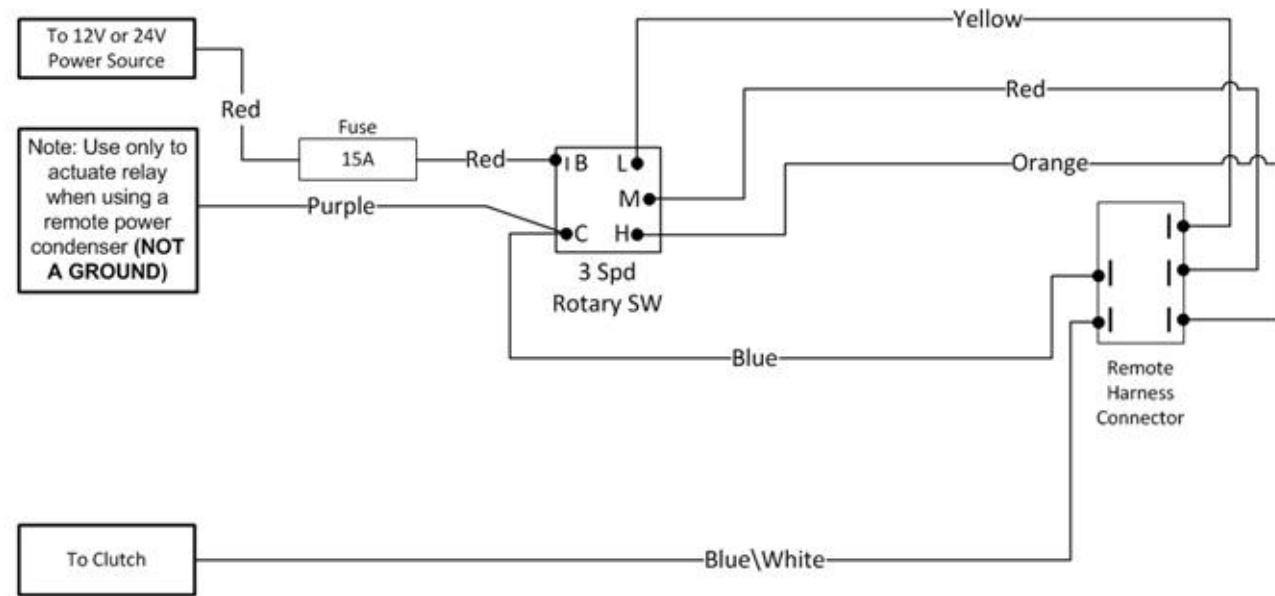 To 12V or 24V
Power Source
Red
Note: Use only to
actuate relay
when using a
remote power
condenser (NOT
A GROUND)
Fuse
15A
Red
Purple
I B
L
M
C
H
3 Spd
Rotary SW
Yellow
Red
Orange
Blue
Remote
Harness
Connector
To Clutch
Blue\White